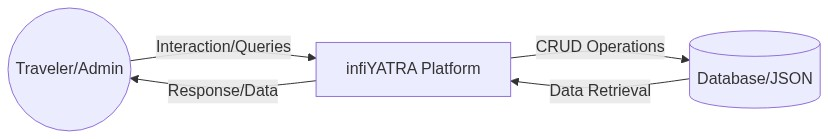 Traveler/Admin
Interaction/Queries
Response/Data
infiYATRA Platform
CRUD Operations
Data Retrieval
Database/JSON